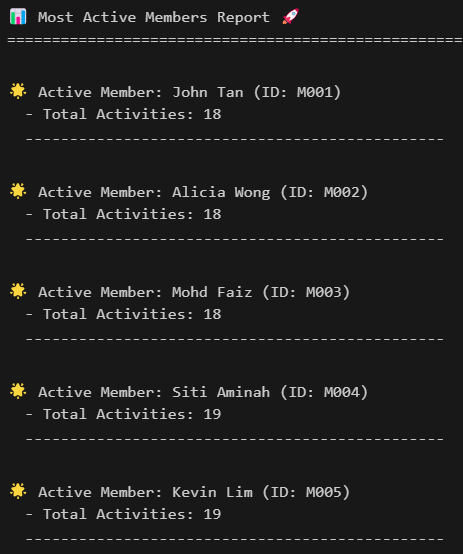 📊 Most Active Members Report 🚀
==================================================
🌟 Active Member: John Tan (ID: M001)
- Total Activities: 18
-----------------------------------------------
🌟 Active Member: Alicia Wong (ID: M002)
- Total Activities: 18
-----------------------------------------------
🌟 Active Member: Mohd Faiz (ID: M003)
- Total Activities: 18
-----------------------------------------------
🌟 Active Member: Siti Aminah (ID: M004)
- Total Activities: 19
-----------------------------------------------
🌟 Active Member: Kevin Lim (ID: M005)
- Total Activities: 19
-----------------------------------------------